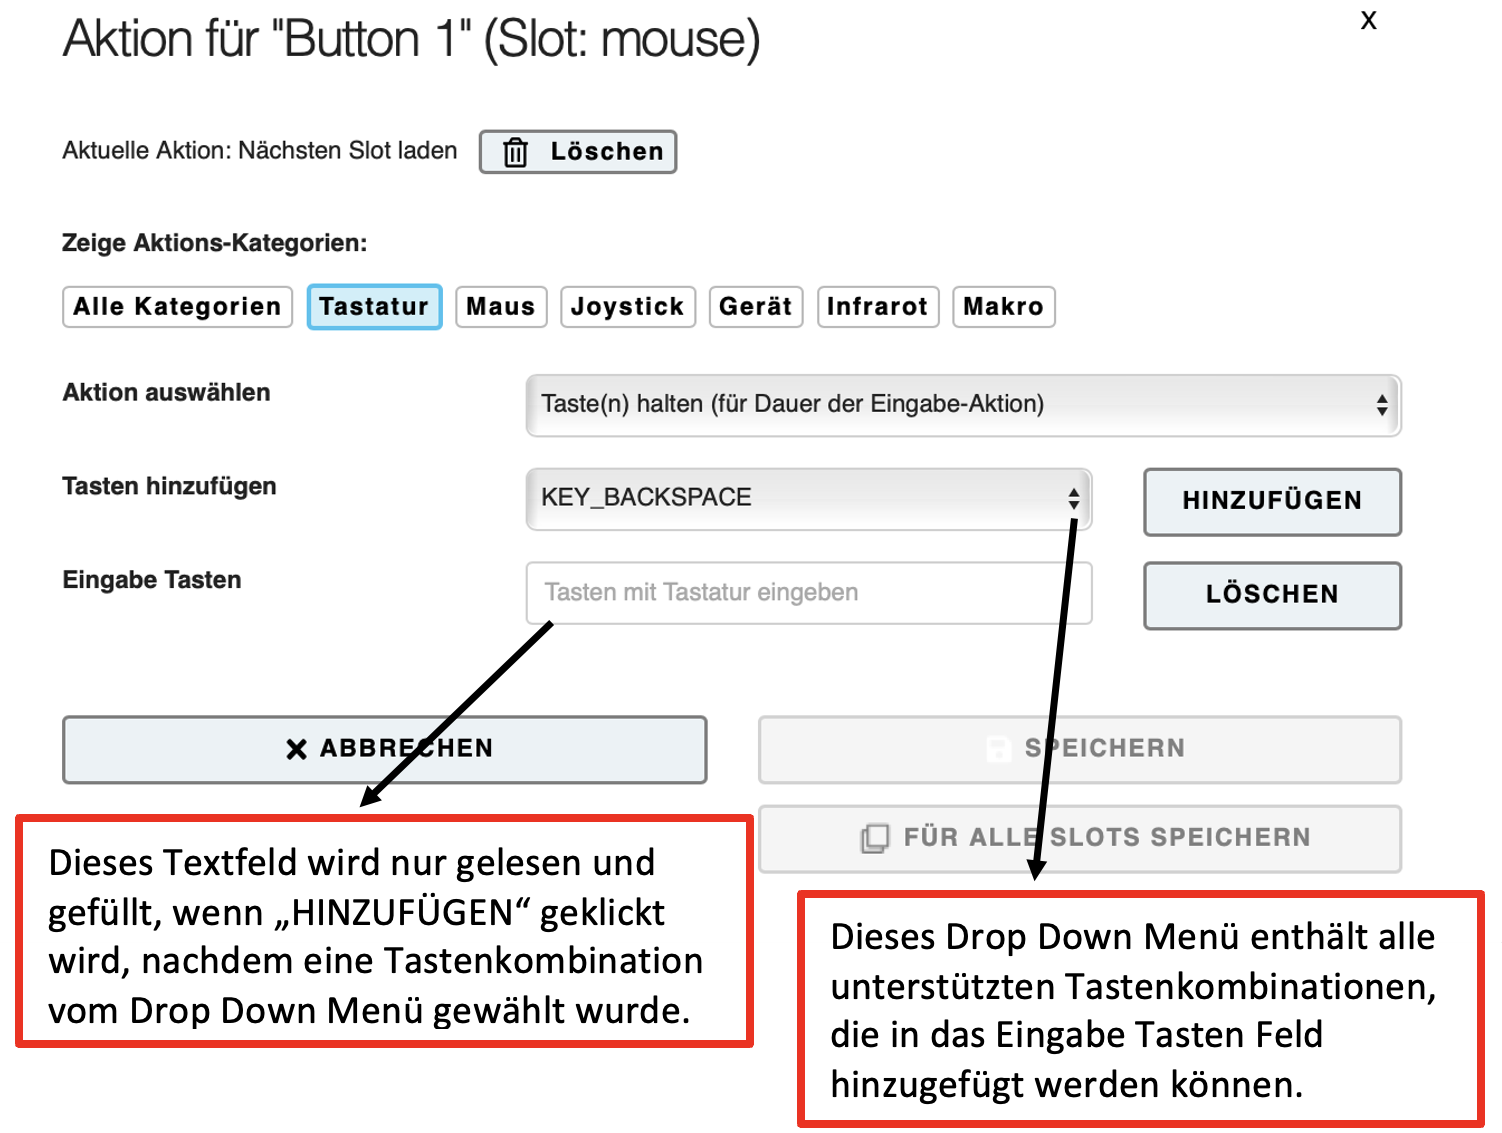 Aktion für "Button 1" (Slot: mouse)
x
Aktuelle Aktion: Nächsten Slot laden
Löschen
Zeige Aktions-Kategorien:
Alle Kategorien
Tastatur
Maus
Joystick
Gerät
Infrarot
Makro
Aktion auswählen
Taste(n) halten (für Dauer der Eingabe-Aktion)
Tasten hinzufügen
KEY_BACKSPACE
HINZUFÜGEN
Eingabe Tasten
Tasten mit Tastatur eingeben
LÖSCHEN
ABBRECHEN
SPEICHERN
FÜR ALLE SLOTS SPEICHERN
Dieses Textfeld wird nur gelesen und
gefüllt, wenn „HINZUFÜGEN“ geklickt
wird, nachdem eine Tastenkombination
vom Drop Down Menü gewählt wurde.
Dieses Drop Down Menü enthält alle
unterstützten Tastenkombinationen,
die in das Eingabe Tasten Feld
hinzugefügt werden können.